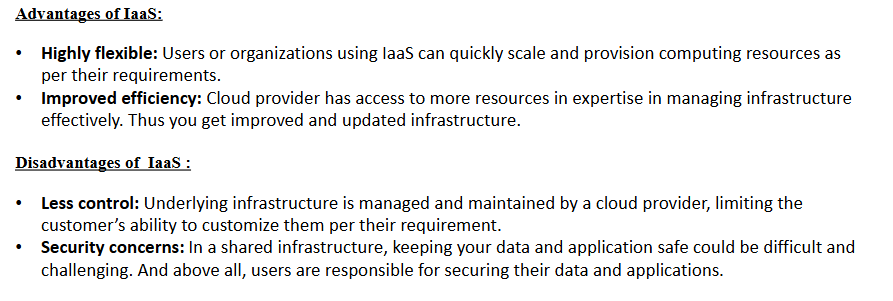 Advantages of IaaS:
• Highly flexible: Users or organizations using IaaS can quickly scale and provision computing resources as
per their requirements.
• Improved efficiency: Cloud provider has access to more resources in expertise in managing infrastructure
effectively. Thus you get improved and updated infrastructure.
Disadvantages of  IaaS :
• Less control: Underlying infrastructure is managed and maintained by a cloud provider, limiting the
customer’s ability to customize them per their requirement.
• Security concerns: In a shared infrastructure, keeping your data and application safe could be difficult and
challenging. And above all, users are responsible for securing their data and applications.